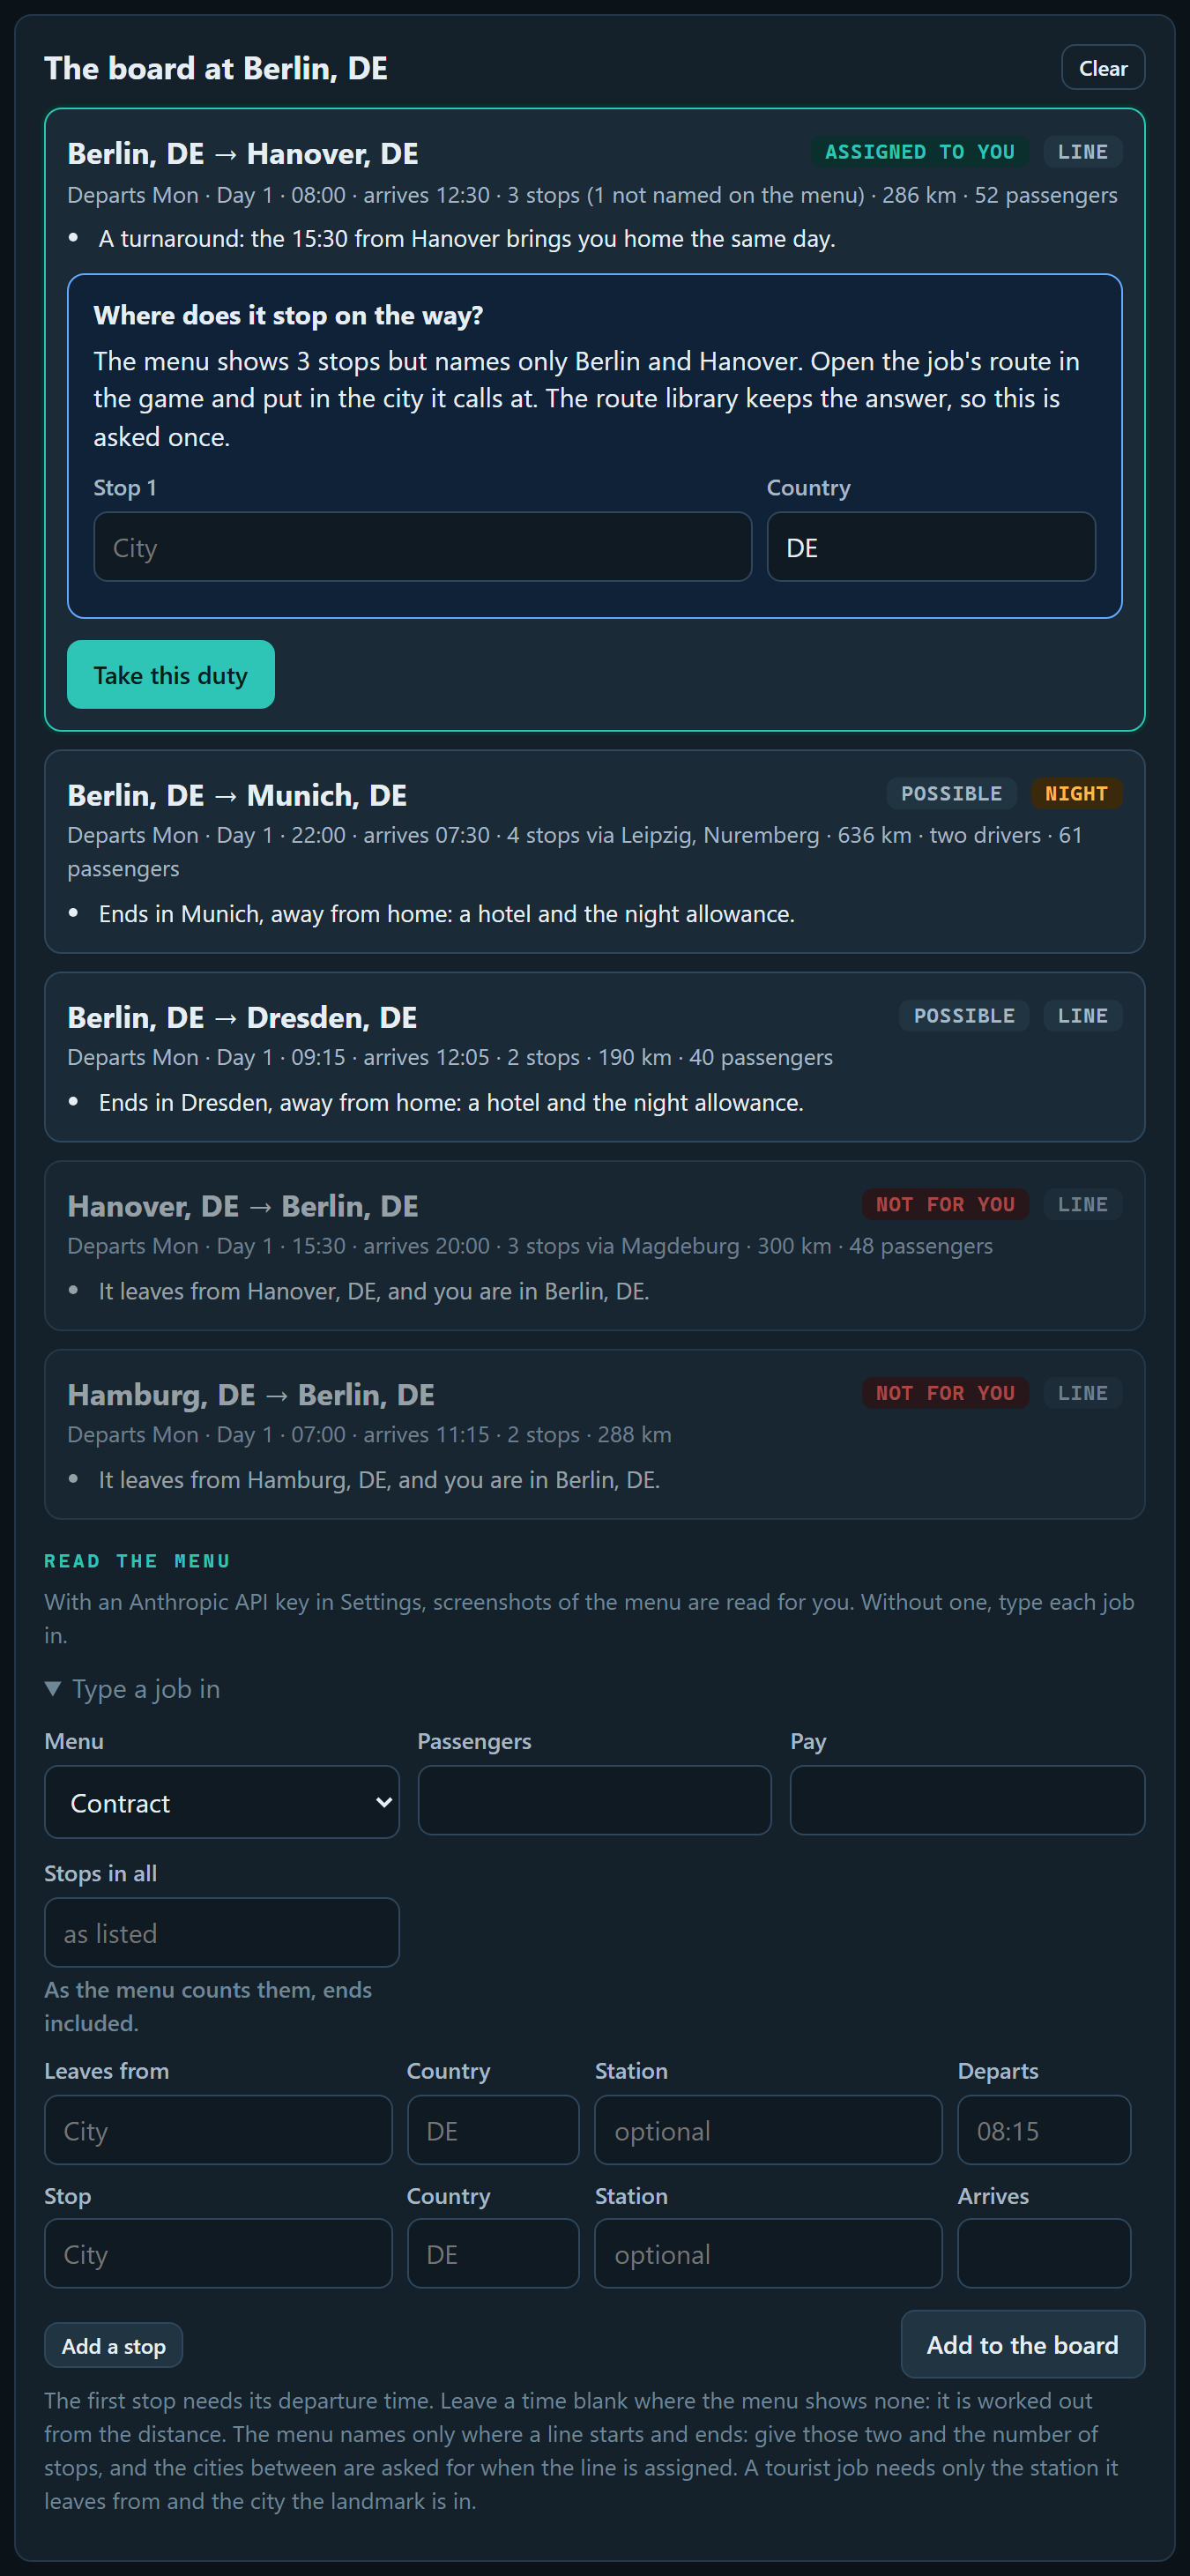 The board at Berlin, DE
Clear
Berlin, DE → Hanover, DE
ASSIGNED TO YOU
LINE
Departs Mon · Day 1 · 08:00 · arrives 12:30 · 3 stops (1 not named on the menu) · 286 km · 52 passengers
• A turnaround: the 15:30 from Hanover brings you home the same day.
Where does it stop on the way?
The menu shows 3 stops but names only Berlin and Hanover. Open the job's route in
the game and put in the city it calls at. The route library keeps the answer, so this is
asked once.
Stop 1
Country
City
DE
Take this duty
Berlin, DE → Munich, DE
POSSIBLE
NIGHT
Departs Mon · Day 1 · 22:00 · arrives 07:30 · 4 stops via Leipzig, Nuremberg · 636 km · two drivers · 61
passengers
• Ends in Munich, away from home: a hotel and the night allowance.
Berlin, DE → Dresden, DE
POSSIBLE
LINE
Departs Mon · Day 1 · 09:15 · arrives 12:05 · 2 stops · 190 km · 40 passengers
• Ends in Dresden, away from home: a hotel and the night allowance.
Hanover, DE → Berlin, DE
NOT FOR YOU
LINE
Departs Mon · Day 1 · 15:30 · arrives 20:00 · 3 stops via Magdeburg · 300 km · 48 passengers
• It leaves from Hanover, DE, and you are in Berlin, DE.
Hamburg, DE → Berlin, DE
NOT FOR YOU
LINE
Departs Mon · Day 1 · 07:00 · arrives 11:15 · 2 stops · 288 km
• It leaves from Hamburg, DE, and you are in Berlin, DE.
READ THE MENU
With an Anthropic API key in Settings, screenshots of the menu are read for you. Without one, type each job
in.
▼ Type a job in
Menu
Passengers
Pay
Contract
Stops in all
as listed
As the menu counts them, ends
included.
Leaves from
Country
Station
Departs
City
DE
optional
08:15
Stop
Country
Station
Arrives
City
DE
optional
Add a stop
Add to the board
The first stop needs its departure time. Leave a time blank where the menu shows none: it is worked out
from the distance. The menu names only where a line starts and ends: give those two and the number of
stops, and the cities between are asked for when the line is assigned. A tourist job needs only the station it
leaves from and the city the landmark is in.